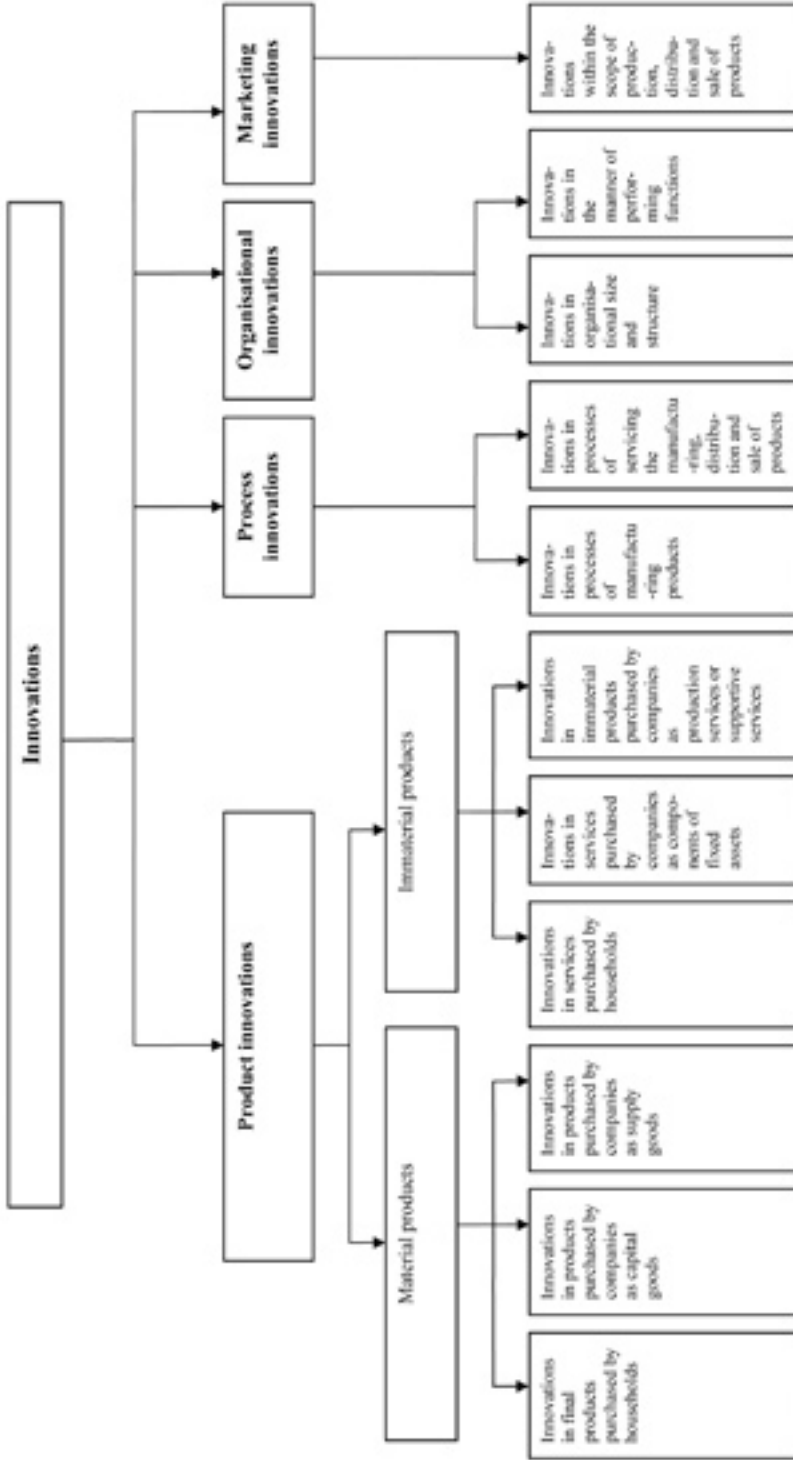 Innovations
Product innovations
Process
innovations
Organisational
innovations
Marketing
innovations
Material products
Immaterial products
Innovations
in final
products
purchased by
households
Innovations
in products
purchased by
companies
as capital
goods
Innovations
in products
purchased by
companies
as supply
goods
Innovations
in services
purchased by
households
Innova-
tions in
services
purchased
by
companies
as compo-
nents of
fixed
assets
Innovations
in
immaterial
products
purchased by
companies
as
production
services or
supportive
services
Innova-
tions in
processes
of
manufactu
-ring
products
Innova-
tions in
processes
of
servicing
the
manufactu
-ring,
distribu-
tion and
sale of
products
Innova-
tions in
organisa-
tional size
and
structure
Innova-
tions in
the
manner of
perfor-
ming
functions
Innova-
tions
within the
scope of
produc-
tion,
distribu-
tion and
sale of
products